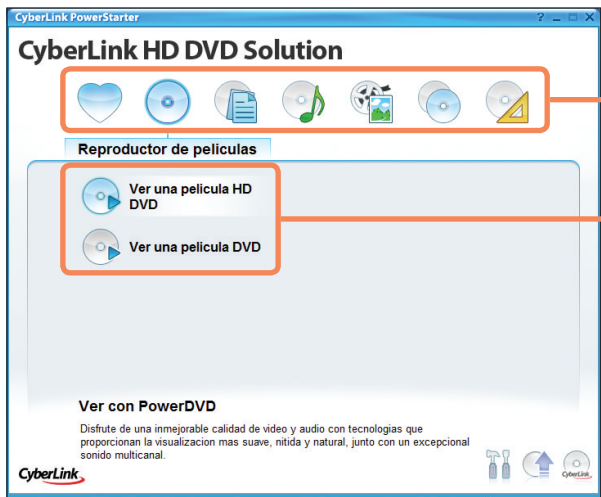 CyberLink PowerStarter
CyberLink HD DVD Solution
Reproductor de peliculas
Ver una pelicula HD
DVD
Ver una pelicula DVD
Ver con PowerDVD
Disfrute de una inmejorable calidad de video y audio con tecnologias que
proporcionan la visualizacion mas suave, nitida y natural, junto con un excepcional
sonido multicanal.
CyberLink
CyberLink